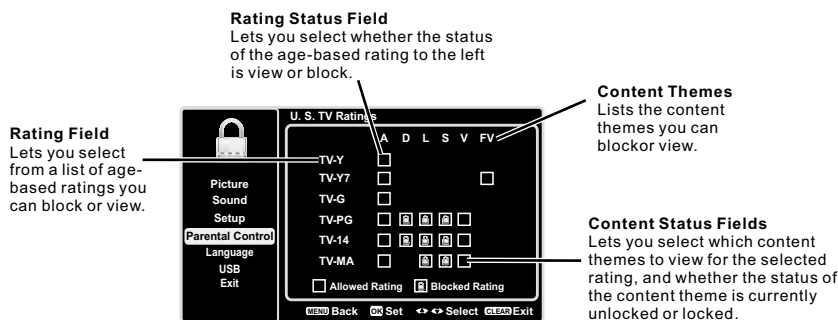 Rating Status Field
Lets you select whether the status
of the age-based rating to the left
is view or block.
Content Themes
Lists the content
themes you can
blockor view.
Rating Field
Lets you select
from a list of age-
based ratings you
can block or view.
U. S. TV Ratings
A D L S V FV
TV-Y
TV-Y7
TV-G
TV-PG
TV-14
TV-MA
Allowed Rating Blocked Rating
Picture
Sound
Setup
Parental Control
Language
USB
Exit
MENU Back OK Set Select CLEAR Exit
Content Status Fields
Lets you select which content
themes to view for the selected
rating, and whether the status of
the content theme is currently
unlocked or locked.